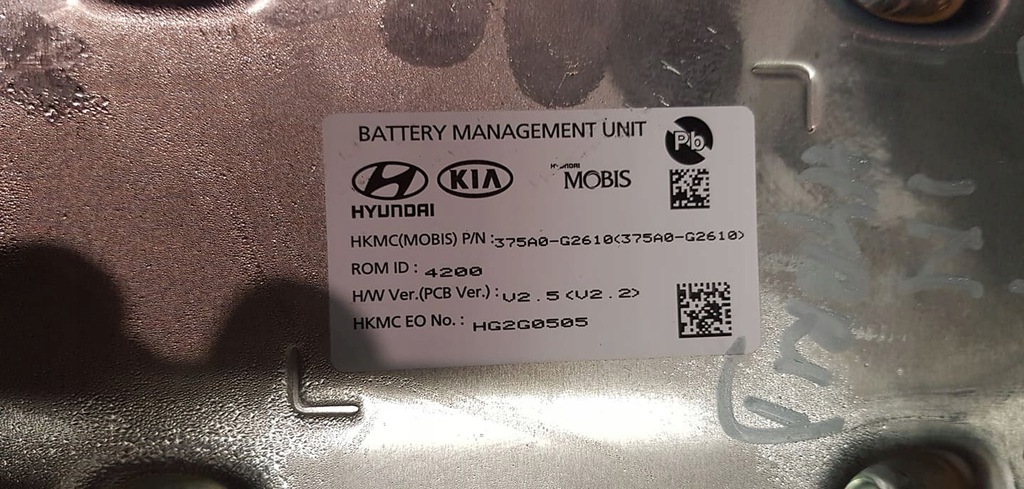 BATTERY MANAGEMENT UNIT
Pb
HYUNDAI
KIA
HYUNDAI
MOBIS
HKMC(MOBIS) P/N :375A0-G2610(375A0-G2610)
ROM ID : 4200
H/W Ver.(PCB Ver.) : V2.5(V2.2)
HKMC EO No. : HG2G0505